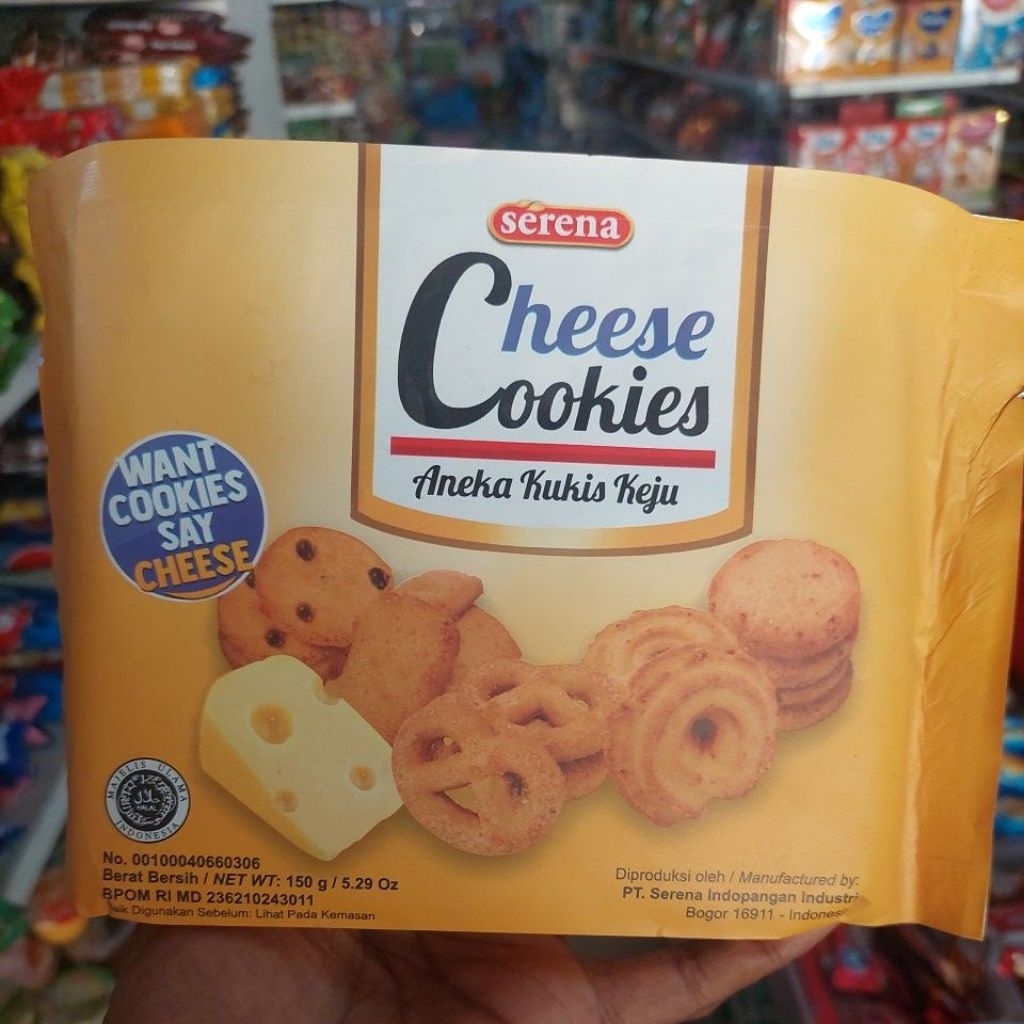 serena
Cheese
Cookies
Aneka Kukis Keju
WANT
COOKIES
SAY
CHEESE
MAJELIS ULAMA
حلال
HALAL
INDONESIA
No. 00100040660306
Berat Bersih / NET WT: 150 g / 5.29 Oz
BPOM RI MD 236210243011
Digunakan Sebelum: Lihat Pada Kemasan
Diproduksi oleh / Manufactured by:
PT. Serena Indopangan Industri
Bogor 16911 -